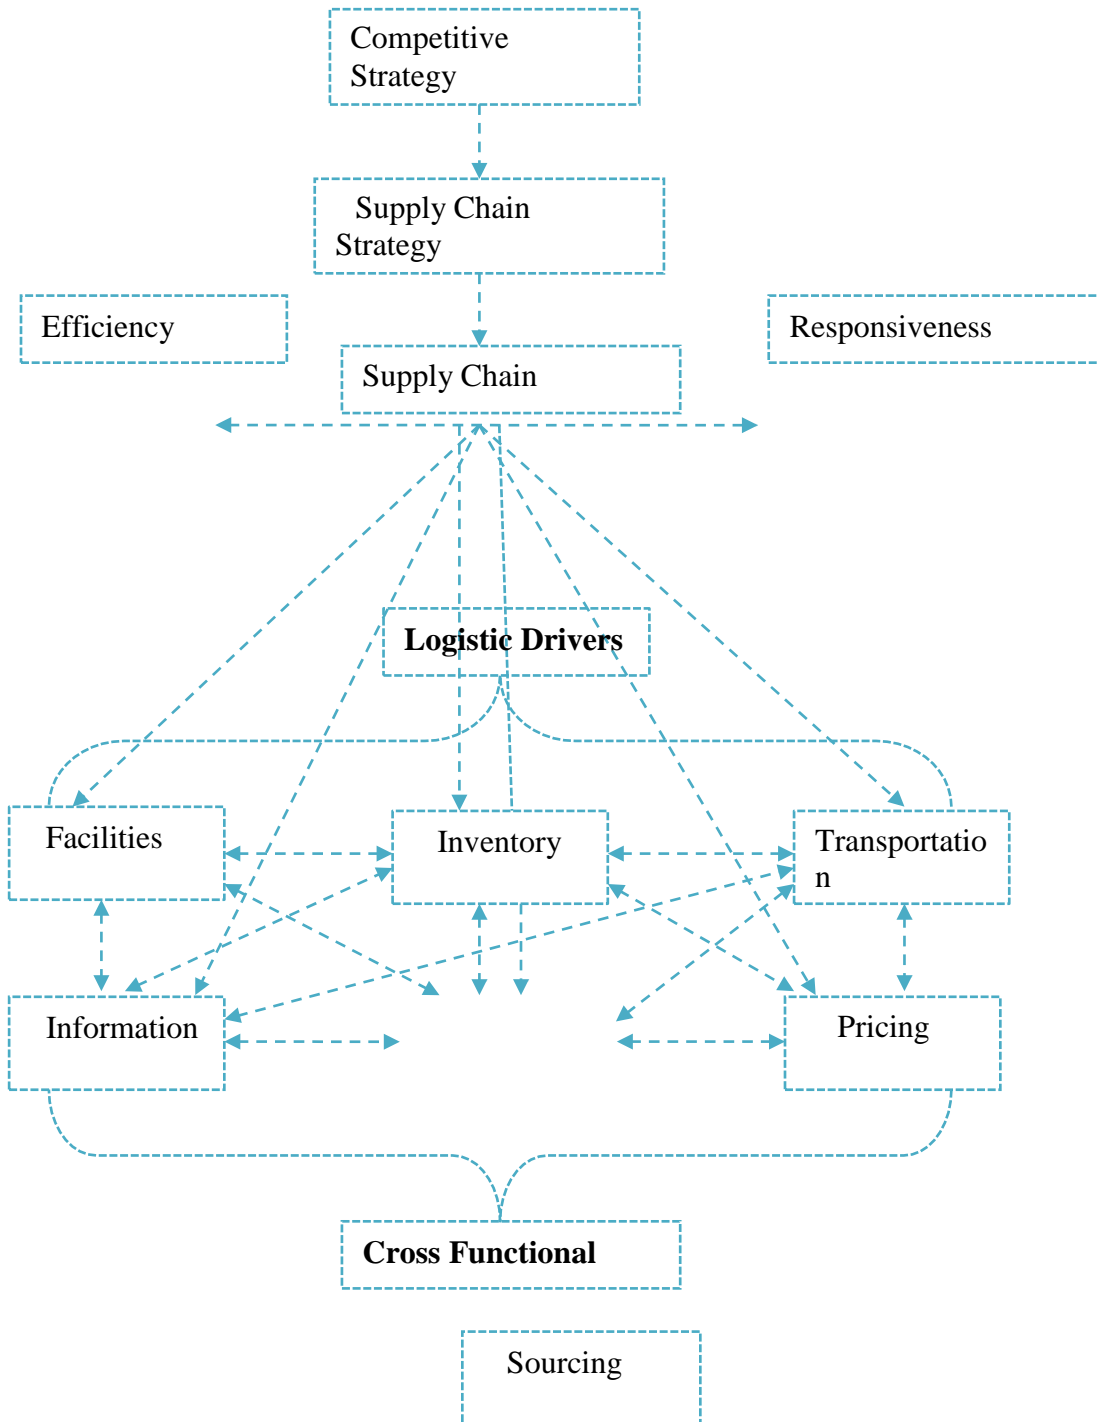 Competitive
Strategy
Supply Chain
Strategy
Efficiency
Responsiveness
Supply Chain
Logistic Drivers
Facilities
Inventory
Transportatio
n
Information
Pricing
Cross Functional
Sourcing